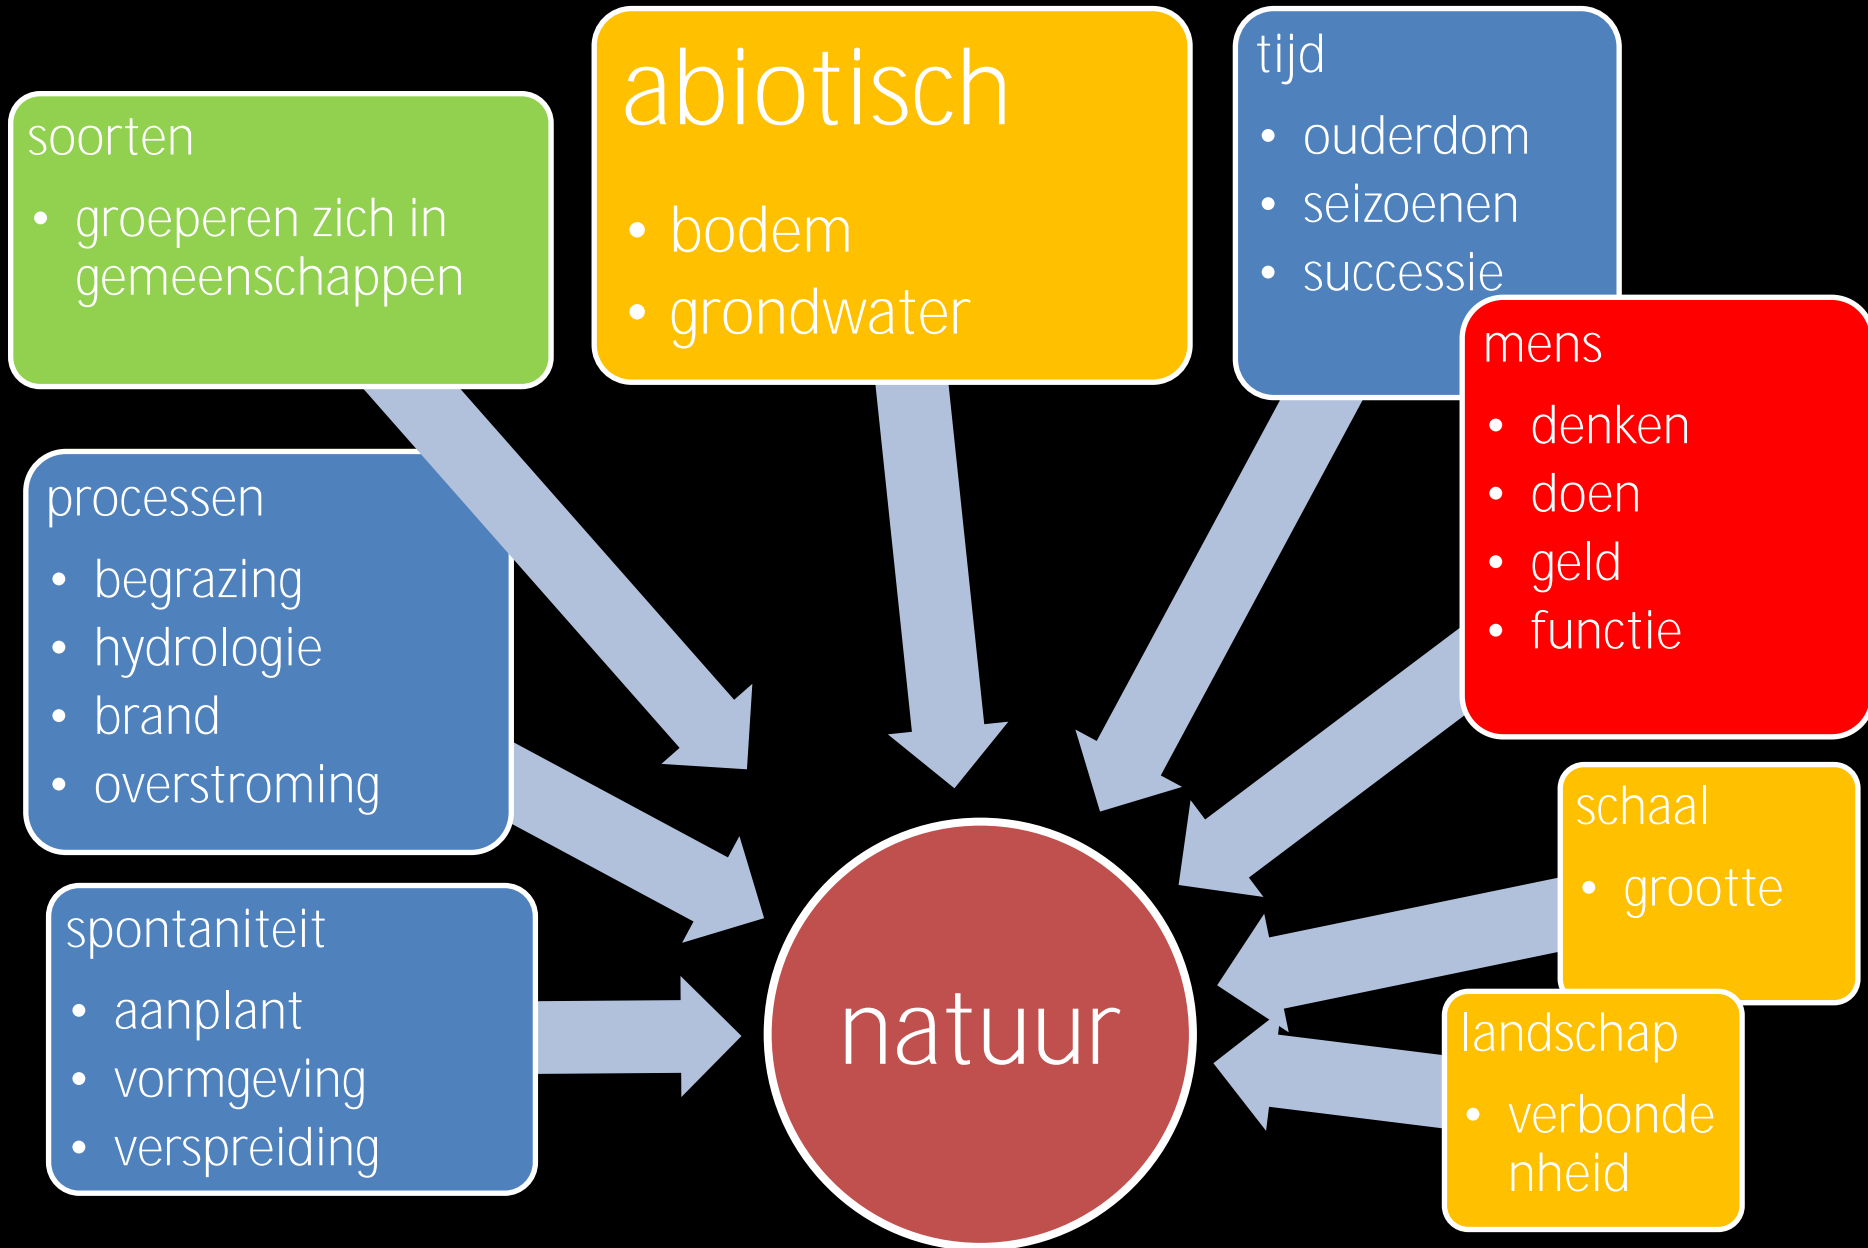 soorten
• groeperen zich in
gemeenschappen
abiotisch
• bodem
• grondwater
tijd
• ouderdom
• seizoenen
• successie
mens
• denken
• doen
• geld
• functie
processen
• begrazing
• hydrologie
• brand
• overstroming
schaal
• grootte
spontaniteit
• aanplant
• vormgeving
• verspreiding
natuur
landschap
• verbonde
nheid